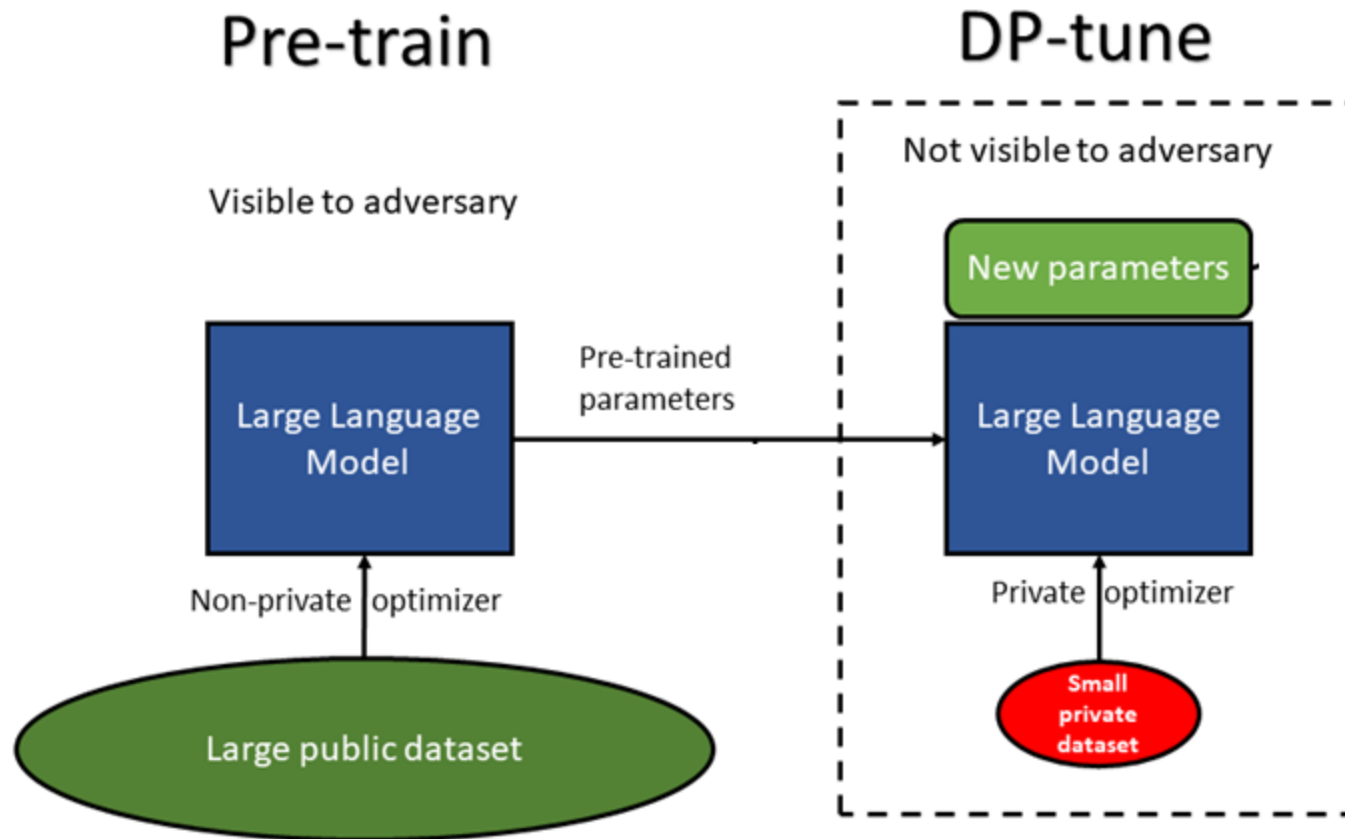 Pre-train
DP-tune
Visible to adversary
Not visible to adversary
New parameters
Large Language
Model
Pre-trained
parameters
Large Language
Model
Non-private optimizer
Private optimizer
Large public dataset
Small
private
dataset